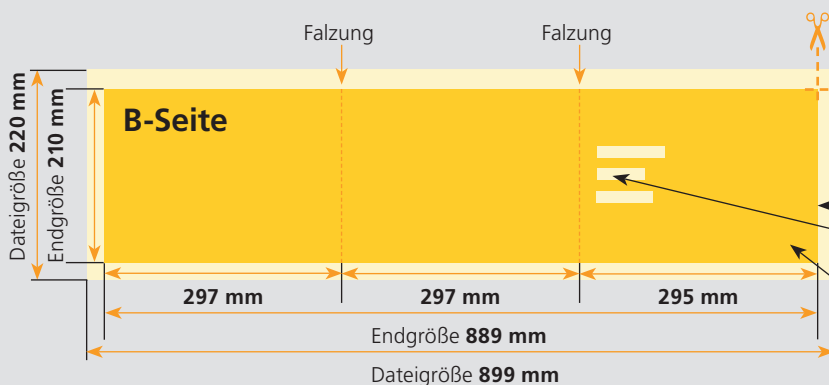 Falzung
Falzung
B-Seite
Dateigröße 220 mm
Endgröße 210 mm
297 mm
297 mm
295 mm
Endgröße 889 mm
Dateigröße 899 mm